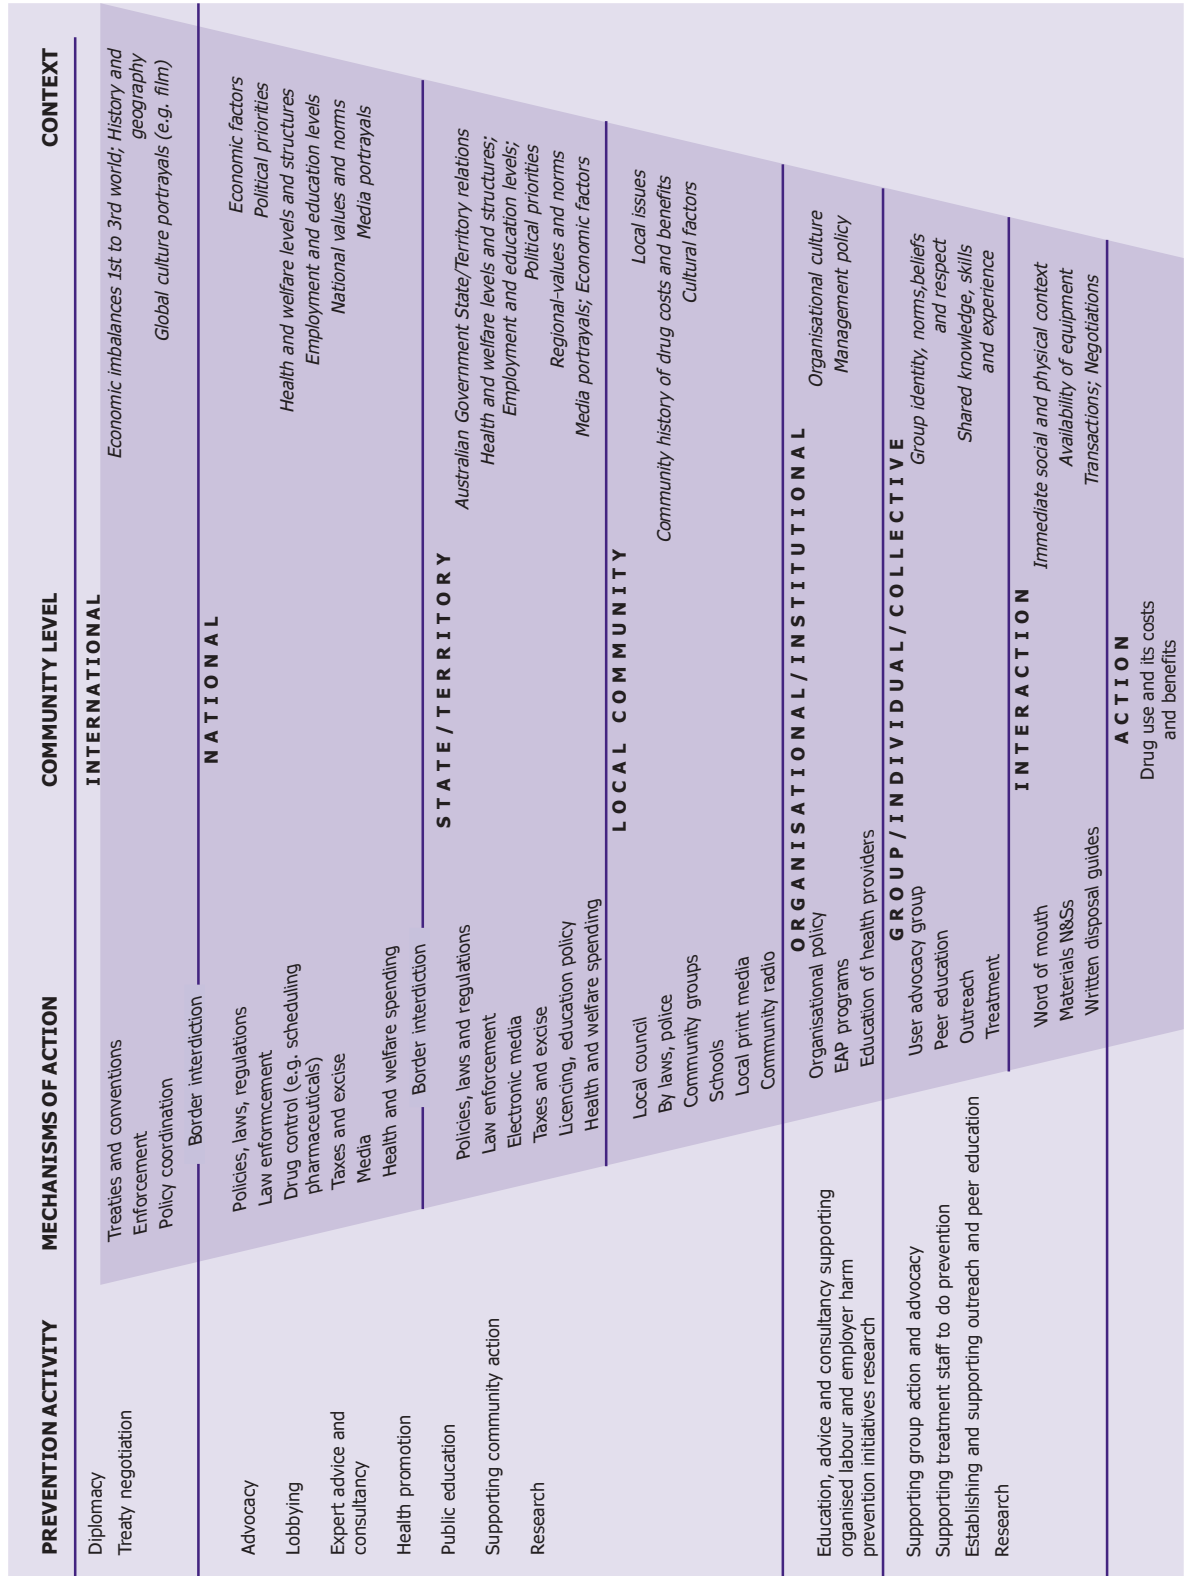 PREVENTION ACTIVITY
MECHANISMS OF ACTION
COMMUNITY LEVEL
CONTEXT
INTERNATIONAL
Diplomacy
Treaty negotiation
Treaties and conventions
Enforcement
Policy coordination
Border interdiction
Economic imbalances 1st to 3rd world; History and
geography
Global culture portrayals (e.g. film)
NATIONAL
Advocacy
Lobbying
Expert advice and
consultancy
Health promotion
Public education
Supporting community action
Research
Policies, laws, regulations
Law enformcement
Drug control (e.g. scheduling
pharmaceuticals)
Taxes and excise
Media
Health and welfare spending
Border interdiction
Economic factors
Political priorities
Health and welfare levels and structures
Employment and education levels
National values and norms
Media portrayals
STATE/TERRITORY
Policies, laws and regulations
Law enforcement
Electronic media
Taxes and excise
Licencing, education policy
Health and welfare spending
Australian Government State/Territory relations
Health and welfare levels and structures;
Employment and education levels;
Political priorities
Regional-values and norms
Media portrayals; Economic factors
LOCAL COMMUNITY
Local council
By laws, police
Community groups
Schools
Local print media
Community radio
Local issues
Community history of drug costs and benefits
Cultural factors
ORGANISATIONAL/INSTITUTIONAL
Education, advice and consultancy supporting
organised labour and employer harm
prevention initiatives research
Organisational policy
EAP programs
Education of health providers
Organisational culture
Management policy
GROUP/INDIVIDUAL/COLLECTIVE
Supporting group action and advocacy
Supporting treatment staff to do prevention
Establishing and supporting outreach and peer education
Research
User advocacy group
Peer education
Outreach
Treatment
Group identity, norms,beliefs
and respect
Shared knowledge, skills
and experience
INTERACTION
Word of mouth
Materials N&Ss
Written disposal guides
Immediate social and physical context
Availability of equipment
Transactions; Negotiations
ACTION
Drug use and its costs
and benefits